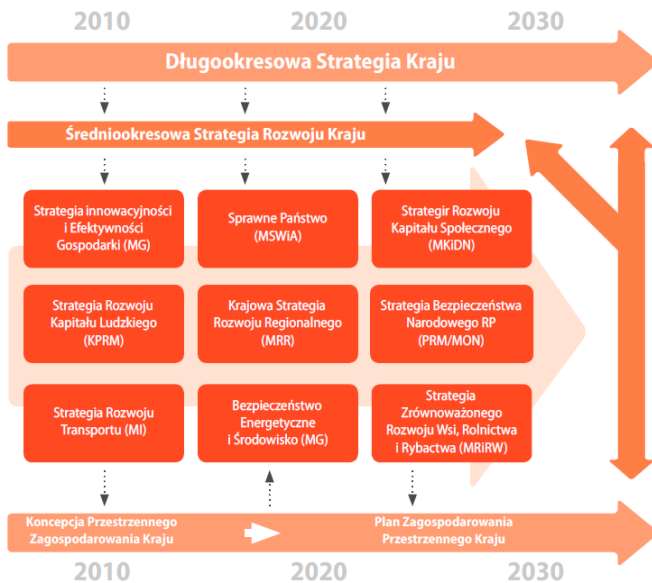 2010 2020 2030
Długookresowa Strategia Kraju
Średniookresowa Strategia Rozwoju Kraju
Strategia innowacyjności
i Efektywności
Gospodarki (MG)
Sprawne Państwo
(MSWiA)
Strategir Rozwoju
Kapitału Społecznego
(MKiDN)
Strategia Rozwoju
Kapitału Ludzkiego
(KPRM)
Krajowa Strategia
Rozwoju Regionalnego
(MRR)
Strategia Bezpieczeństwa
Narodowego RP
(PRM/MON)
Strategia Rozwoju
Transportu (MI)
Bezpieczeństwo
Energetyczne
i Środowisko (MG)
Strategia
Zrównoważonego
Rozwoju Wsi, Rolnictwa
i Rybactwa (MRiRW)
Koncepcja Przestrzennego
Zagospodarowania Kraju
Plan Zagospodarowania
Przestrzennego Kraju
2010 2020 2030